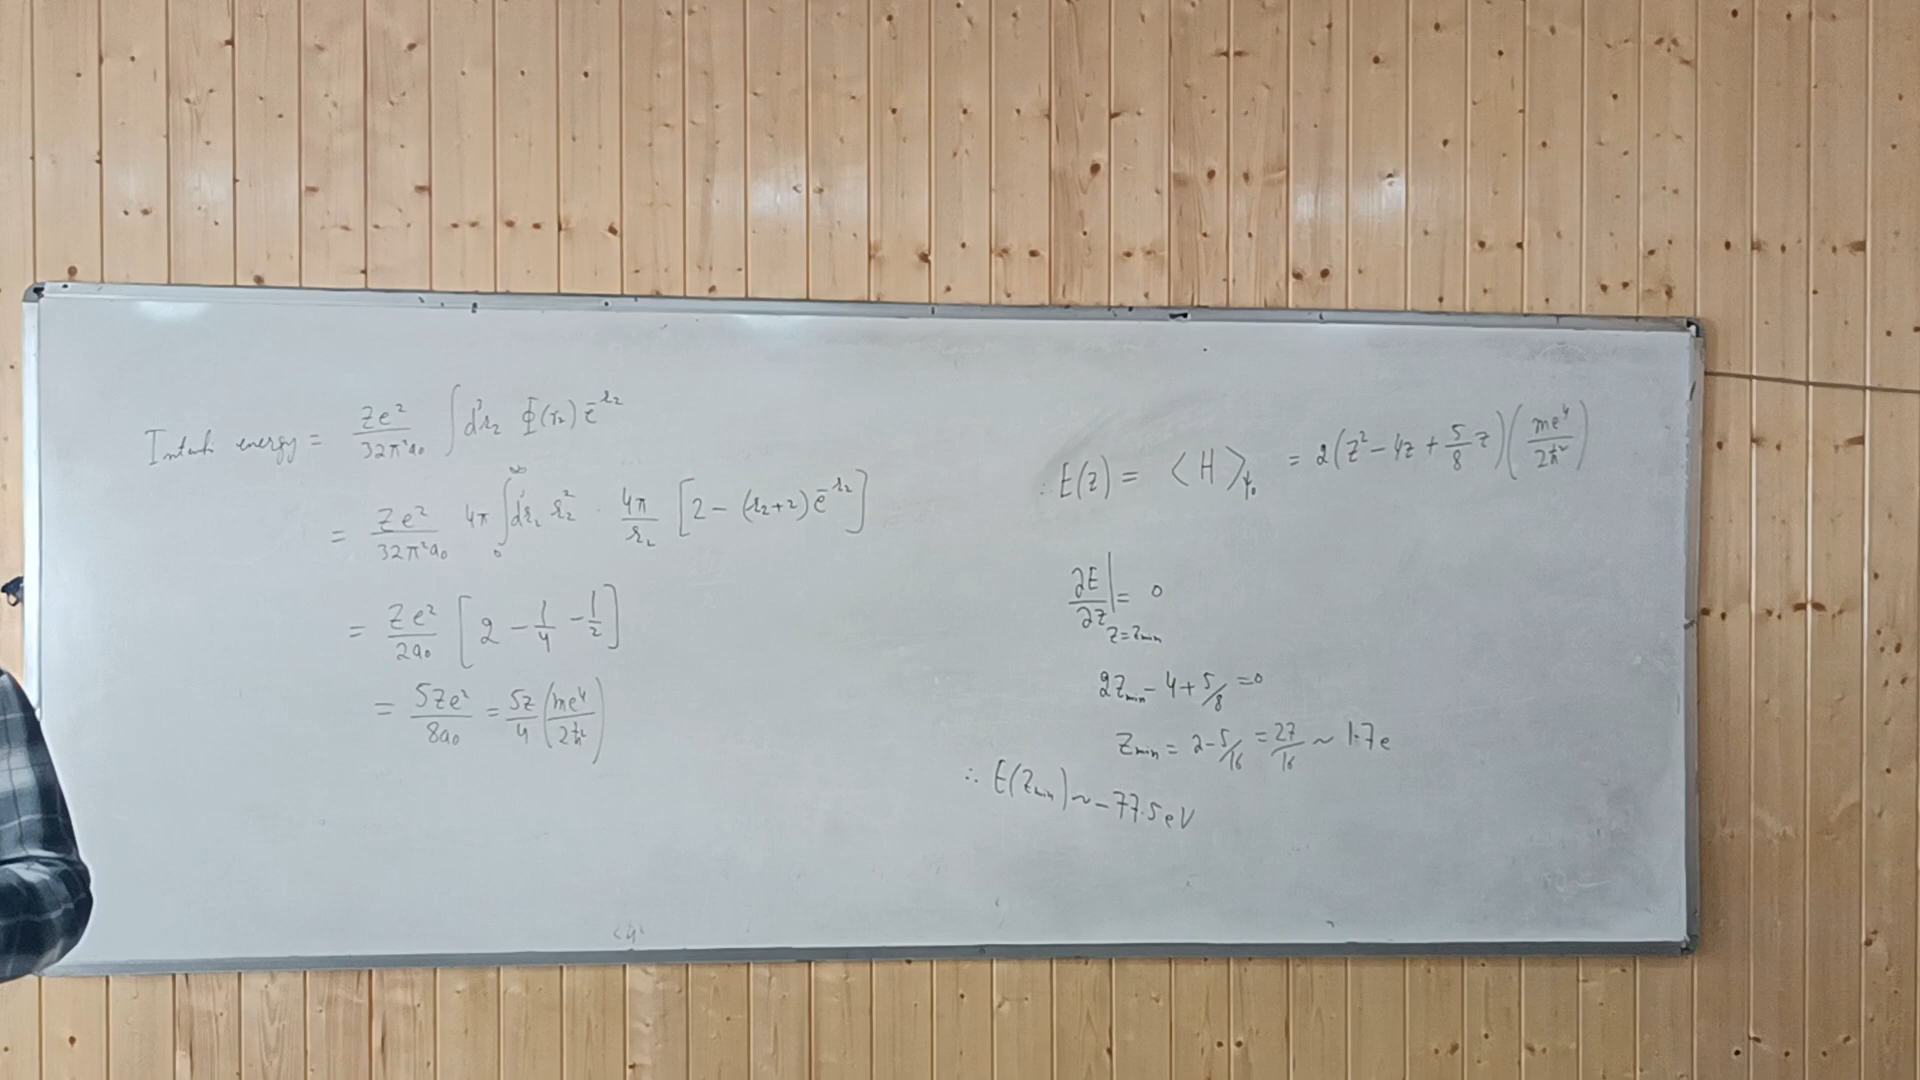 energy = Ze²/32π²a₀ ∫d³r₂ Φ(r₂) e^-r₂
= Ze²/32π²a₀ 4π ∫₀^∞ dr₂ r₂² · 4π/r₂ [2 - (r₂+2) e^-r₂]
= Ze²/2a₀ [2 - 1/4 - 1/2]
= 5Ze²/8a₀ = 5Z/4 (me⁴/2ħ²)
∴ E(Z) = ⟨H⟩_ψ₀ = 2(Z² - 4Z + 5/8 Z)(me⁴/2ħ²)
∂E/∂Z|_Z=Zmin = 0
2Zmin - 4 + 5/8 = 0
Zmin = 2 - 5/16 = 27/16 ~ 1.7e
∴ E(Zmin) ~ -77.5 eV